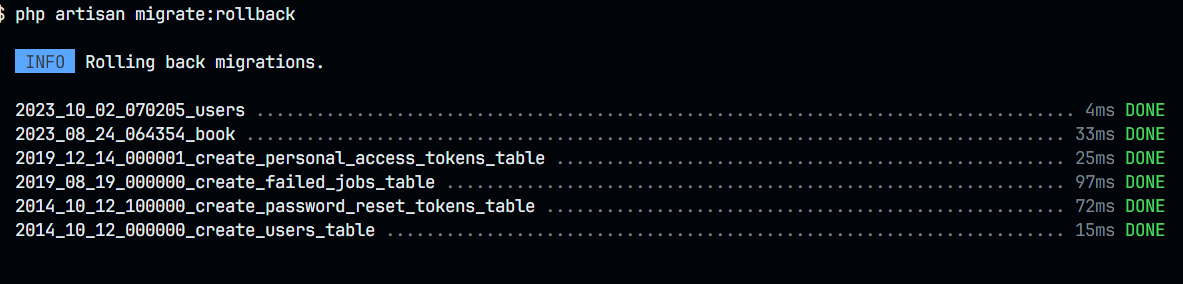 $ php artisan migrate:rollback
INFO Rolling back migrations.
2023_10_02_070205_users ................................................................................... 4ms DONE
2023_08_24_064354_book ................................................................................... 33ms DONE
2019_12_14_000001_create_personal_access_tokens_table ................................................... 25ms DONE
2019_08_19_000000_create_failed_jobs_table .............................................................. 97ms DONE
2014_10_12_100000_create_password_reset_tokens_table .................................................... 72ms DONE
2014_10_12_000000_create_users_table .................................................................... 15ms DONE